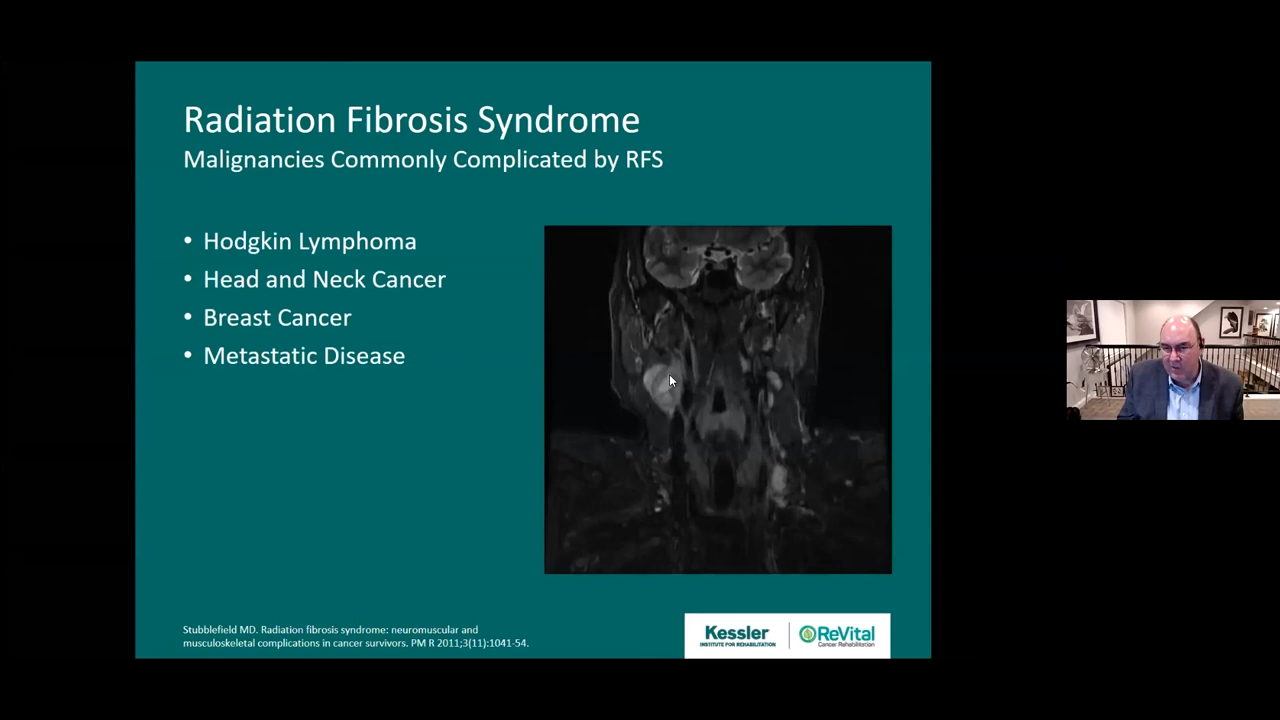 Radiation Fibrosis Syndrome
Malignancies Commonly Complicated by RFS
• Hodgkin Lymphoma
• Head and Neck Cancer
• Breast Cancer
• Metastatic Disease
Stubblefield MD. Radiation fibrosis syndrome: neuromuscular and
musculoskeletal complications in cancer survivors. PM R 2011;3(11):1041-54.
Kessler
INSTITUTE FOR REHABILITATION
ReVital
Cancer Rehabilitation